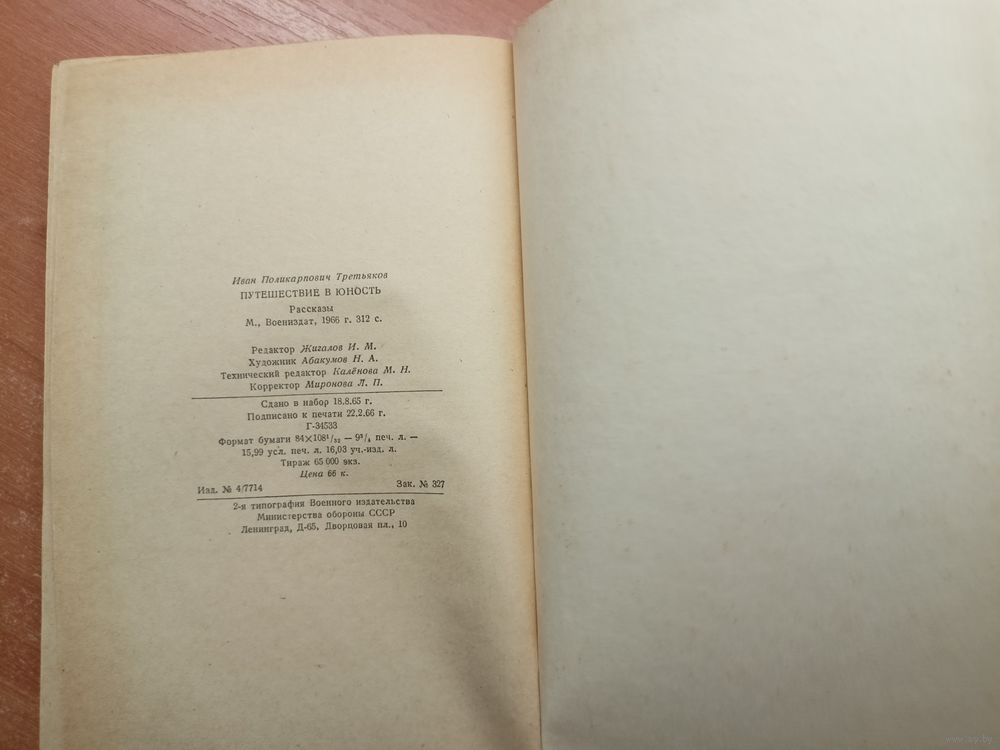 Иван Поликарпович Третьяков
ПУТЕШЕСТВИЕ В ЮНОСТЬ
Рассказы
М., Воениздат, 1966 г. 312 с.
Редактор Жигалов И. М.
Художник Абакумов Н. А.
Технический редактор Калёнова М. Н.
Корректор Миронова Л. П.
Сдано в набор 18.8.65 г.
Подписано к печати 22.2.66 г.
Г-34533
Формат бумаги 84×108¹/₃₂ — 9³/₄ печ. л. —
15,99 усл. печ. л. 16,03 уч.-изд. л.
Тираж 65 000 экз.
Цена 66 к.
Изд. № 4/7714 Зак. № 327
2-я типография Военного издательства
Министерства обороны СССР
Ленинград, Д-65, Дворцовая пл., 10